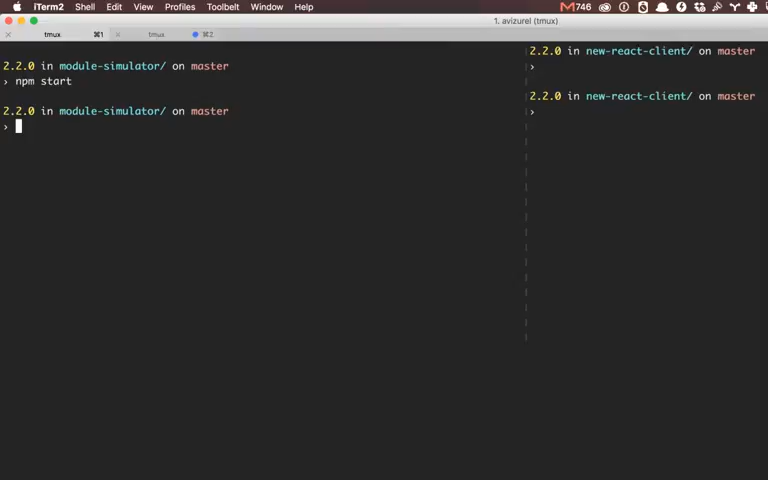 iTerm2 Shell Edit View Profiles Toolbelt Window Help 746
1. avizurel (tmux)
tmux ⌘1 tmux ⌘2
2.2.0 in module-simulator/ on master
› npm start
2.2.0 in module-simulator/ on master
›
2.2.0 in new-react-client/ on master
›
2.2.0 in new-react-client/ on master
›